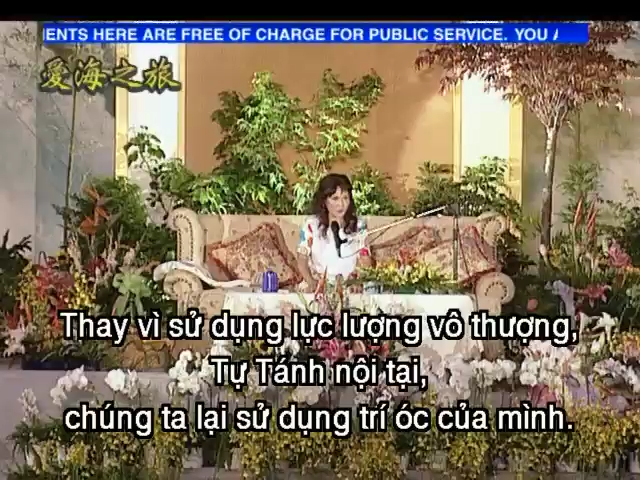 ENTS HERE ARE FREE OF CHARGE FOR PUBLIC SERVICE. YOU
愛海之旅
Thay vì sử dụng lực lượng vô thượng,
Tự Tánh nội tại,
chúng ta lại sử dụng trí óc của mình.